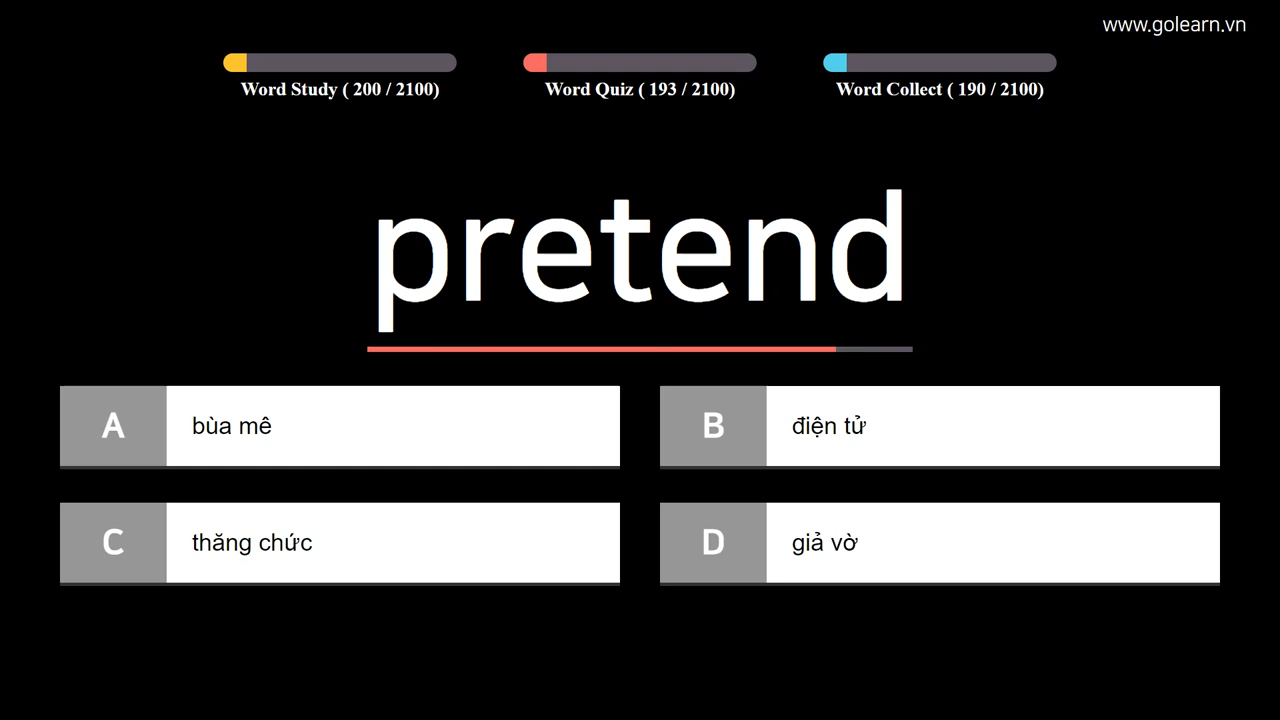 www.golearn.vn
Word Study ( 200 / 2100)
Word Quiz ( 193 / 2100)
Word Collect ( 190 / 2100)
pretend
A bùa mê
B điện tử
C thăng chức
D giả vờ